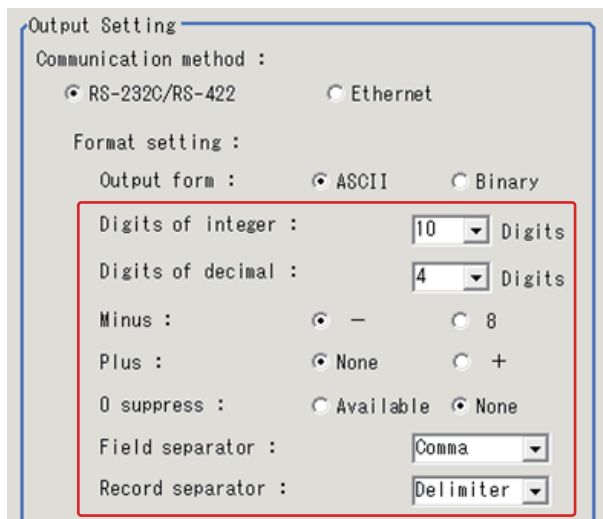 Output Setting
Communication method :
RS-232C/RS-422 Ethernet
Format setting :
Output form : ASCII Binary
Digits of integer : 10 Digits
Digits of decimal : 4 Digits
Minus : - 8
Plus : None +
0 suppress : Available None
Field separator : Comma
Record separator : Delimiter